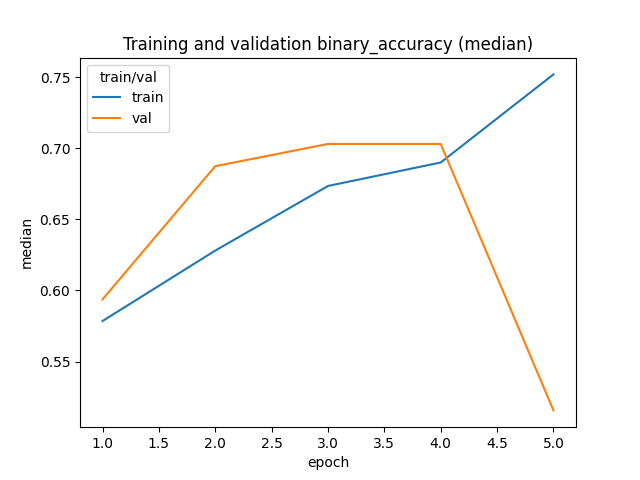 Training and validation binary_accuracy (median)
train/val
train
val
0.75
0.70
0.65
0.60
0.55
median
1.0 1.5 2.0 2.5 3.0 3.5 4.0 4.5 5.0
epoch